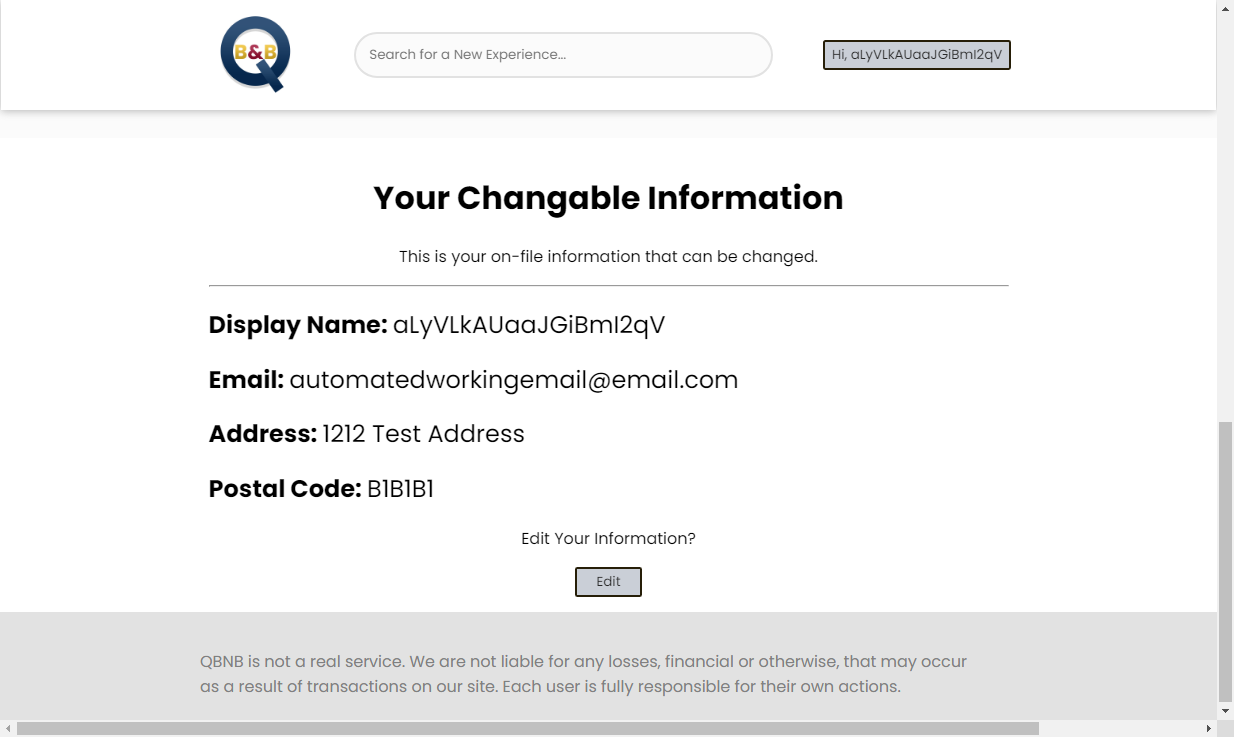 B&B
Search for a New Experience...
Hi, aLyVLkAUaaJGiBmI2qV
Your Changable Information
This is your on-file information that can be changed.
Display Name: aLyVLkAUaaJGiBmI2qV
Email: automatedworkingemail@email.com
Address: 1212 Test Address
Postal Code: B1B1B1
Edit Your Information?
Edit
QBNB is not a real service. We are not liable for any losses, financial or otherwise, that may occur
as a result of transactions on our site. Each user is fully responsible for their own actions.